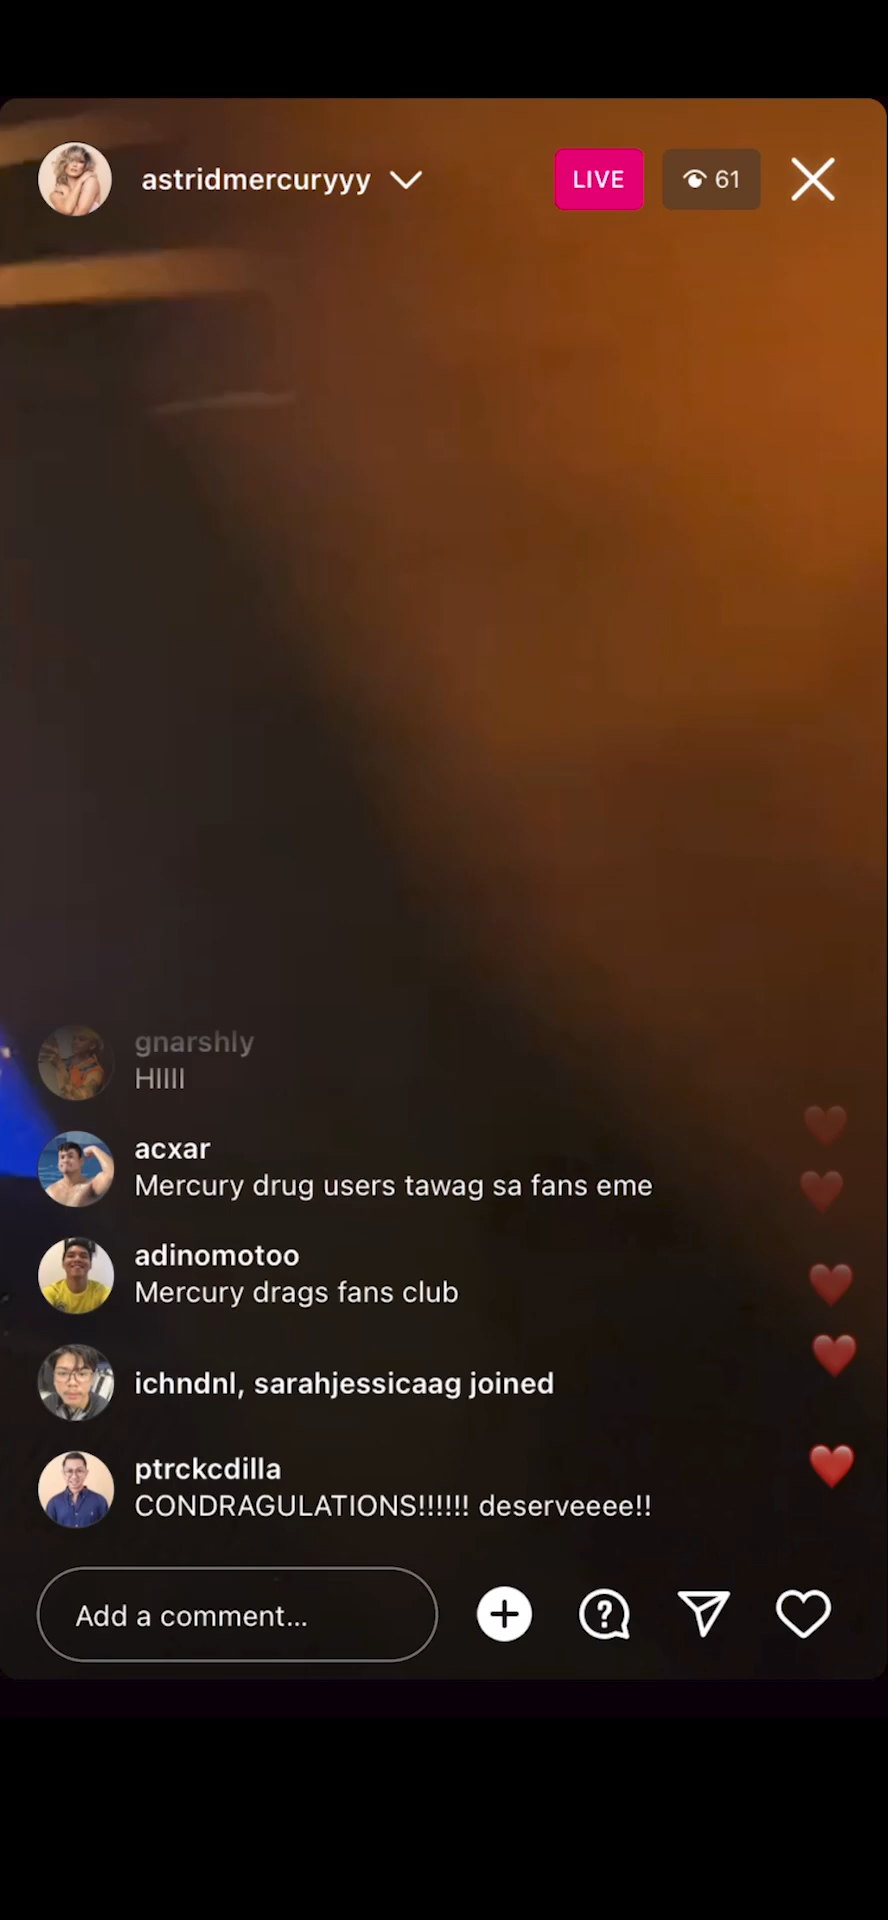 astridmercuryyy
LIVE
61
gnarshly
HIIII
acxar
Mercury drug users tawag sa fans eme
adinomotoo
Mercury drags fans club
ichndnl, sarahjessicaag joined
ptrckcdilla
CONDRAGULATIONS!!!!!! deserveeee!!
Add a comment...